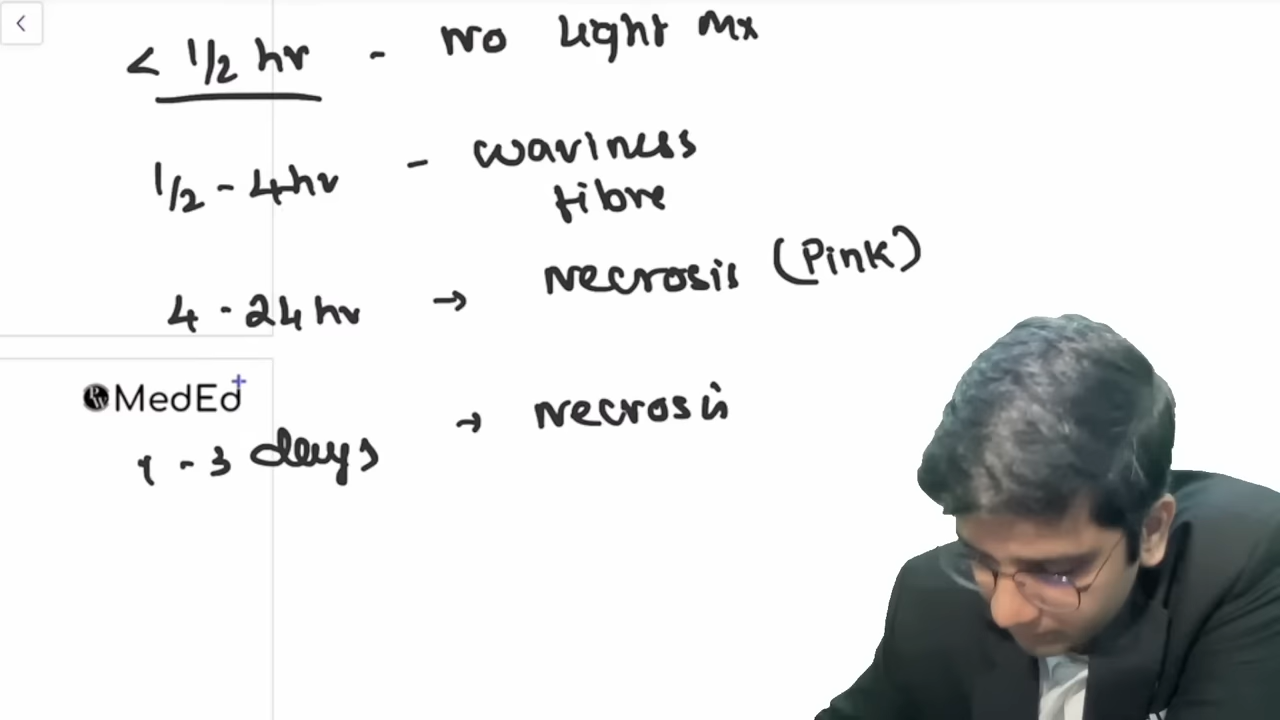 < 1/2 hr - No light Mx
1/2 - 4hr - waviness
fibre
4 - 24 hr → Necrosis (Pink)
MedEd+
1 - 3 days → Necrosis